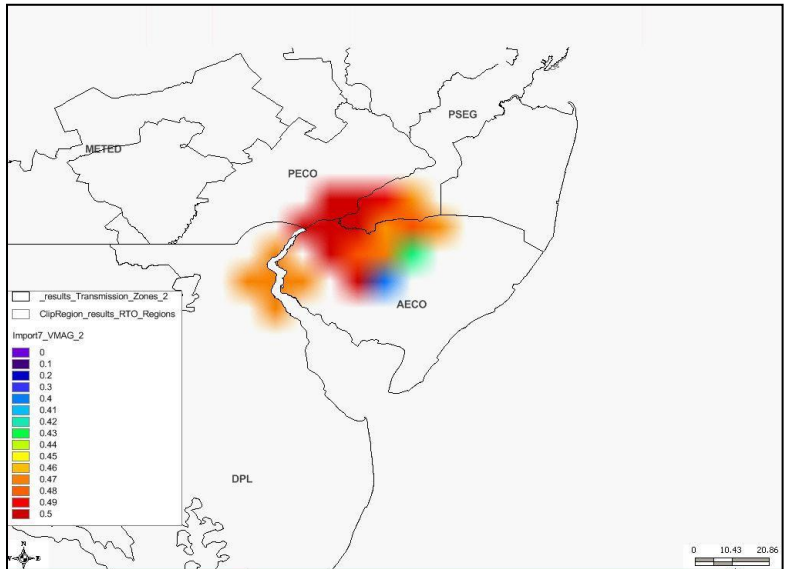 PSEG
METED
PECO
_results_Transmission_Zones_2
ClipRegion_results_RTO_Regions
AECO
Import7_VMAG_2
0
0.1
0.2
0.3
0.4
0.41
0.42
0.43
0.44
0.45
0.46
0.47
0.48
0.49
0.5
DPL
N
E
0 10.43 20.86